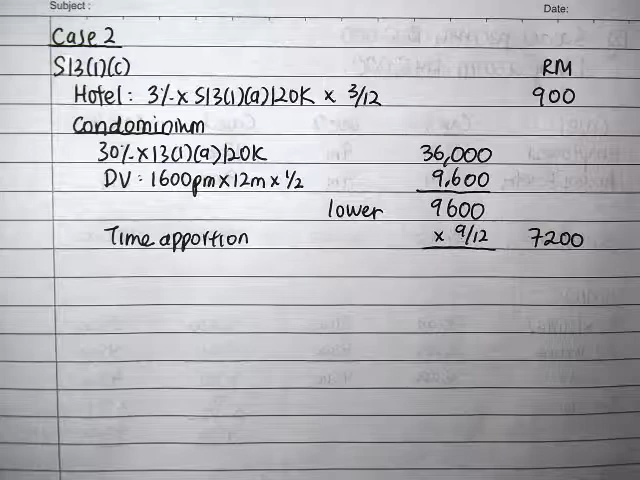 Subject : Date:
Case 2
S13(1)(c) RM
Hotel : 3% x S13(1)(a) 120K x 3/12 900
Condominium
30% x 13(1)(a) 120K 36,000
DV : 1600pm x 12m x 1/2 9,600
lower 9600
Time apportion x 9/12 7200